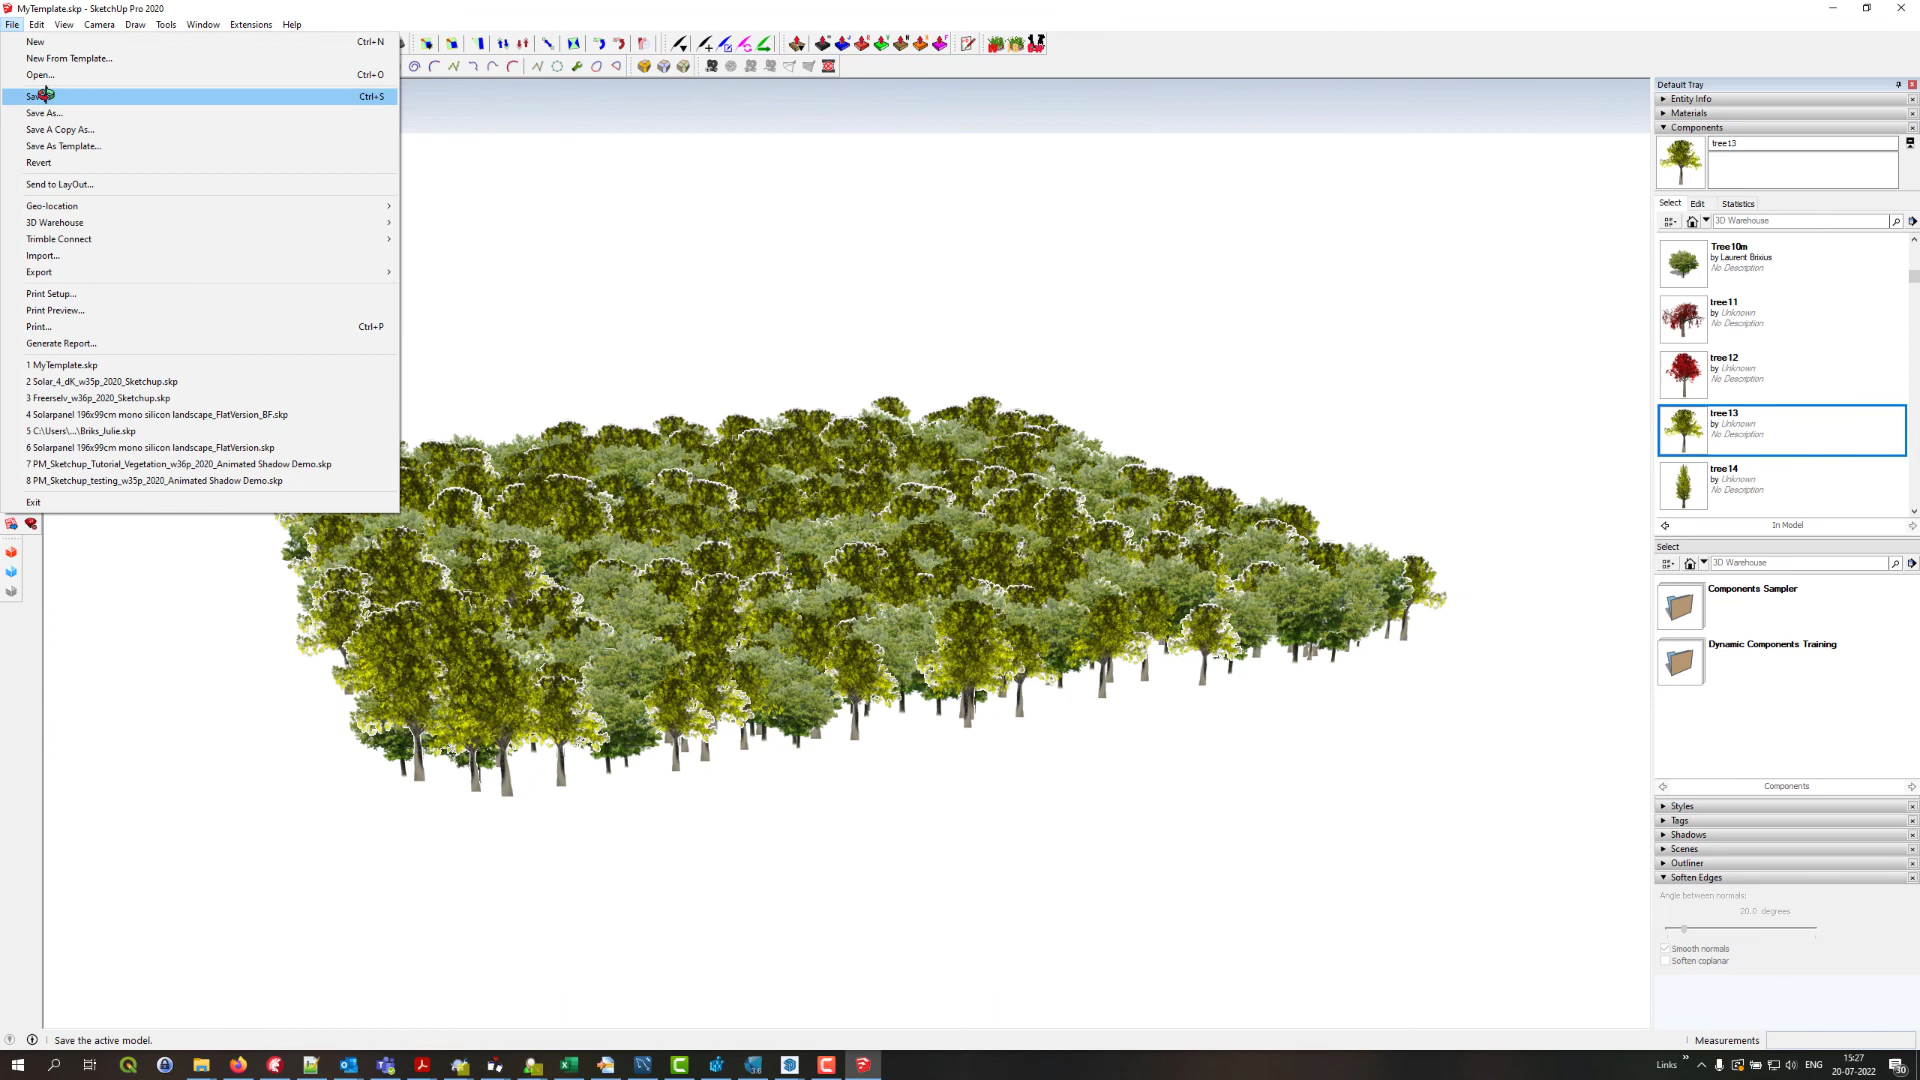 MyTemplate.skp - SketchUp Pro 2020
File Edit View Camera Draw Tools Window Extensions Help
New Ctrl+N
New From Template...
Open... Ctrl+O
Ctrl+S
Save As...
Save A Copy As...
Save As Template...
Revert
Send to LayOut...
Geo-location
3D Warehouse
Trimble Connect
Import...
Export
Print Setup...
Print Preview...
Print... Ctrl+P
Generate Report...
1 MyTemplate.skp
2 Solar_4_dK_w35p_2020_Sketchup.skp
3 Freerselv_w36p_2020_Sketchup.skp
4 Solarpanel 196x99cm mono silicon landscape_FlatVersion_BF.skp
5 C:\Users\...\Briks_Julie.skp
6 Solarpanel 196x99cm mono silicon landscape_FlatVersion.skp
7 PM_Sketchup_Tutorial_Vegetation_w36p_2020_Animated Shadow Demo.skp
8 PM_Sketchup_testing_w35p_2020_Animated Shadow Demo.skp
Exit
Default Tray
Entity Info
Materials
Components
tree13
Select Edit Statistics
3D Warehouse
Tree10m
by Laurent Brixius
No Description
tree11
by Unknown
No Description
tree12
by Unknown
No Description
tree13
by Unknown
No Description
tree14
by Unknown
No Description
In Model
Select
3D Warehouse
Components Sampler
Dynamic Components Training
Components
Styles
Tags
Shadows
Scenes
Outliner
Soften Edges
Angle between normals:
20.0 degrees
Smooth normals
Soften coplanar
Save the active model.
Measurements
Links
ENG
15:27
20-07-2022
30